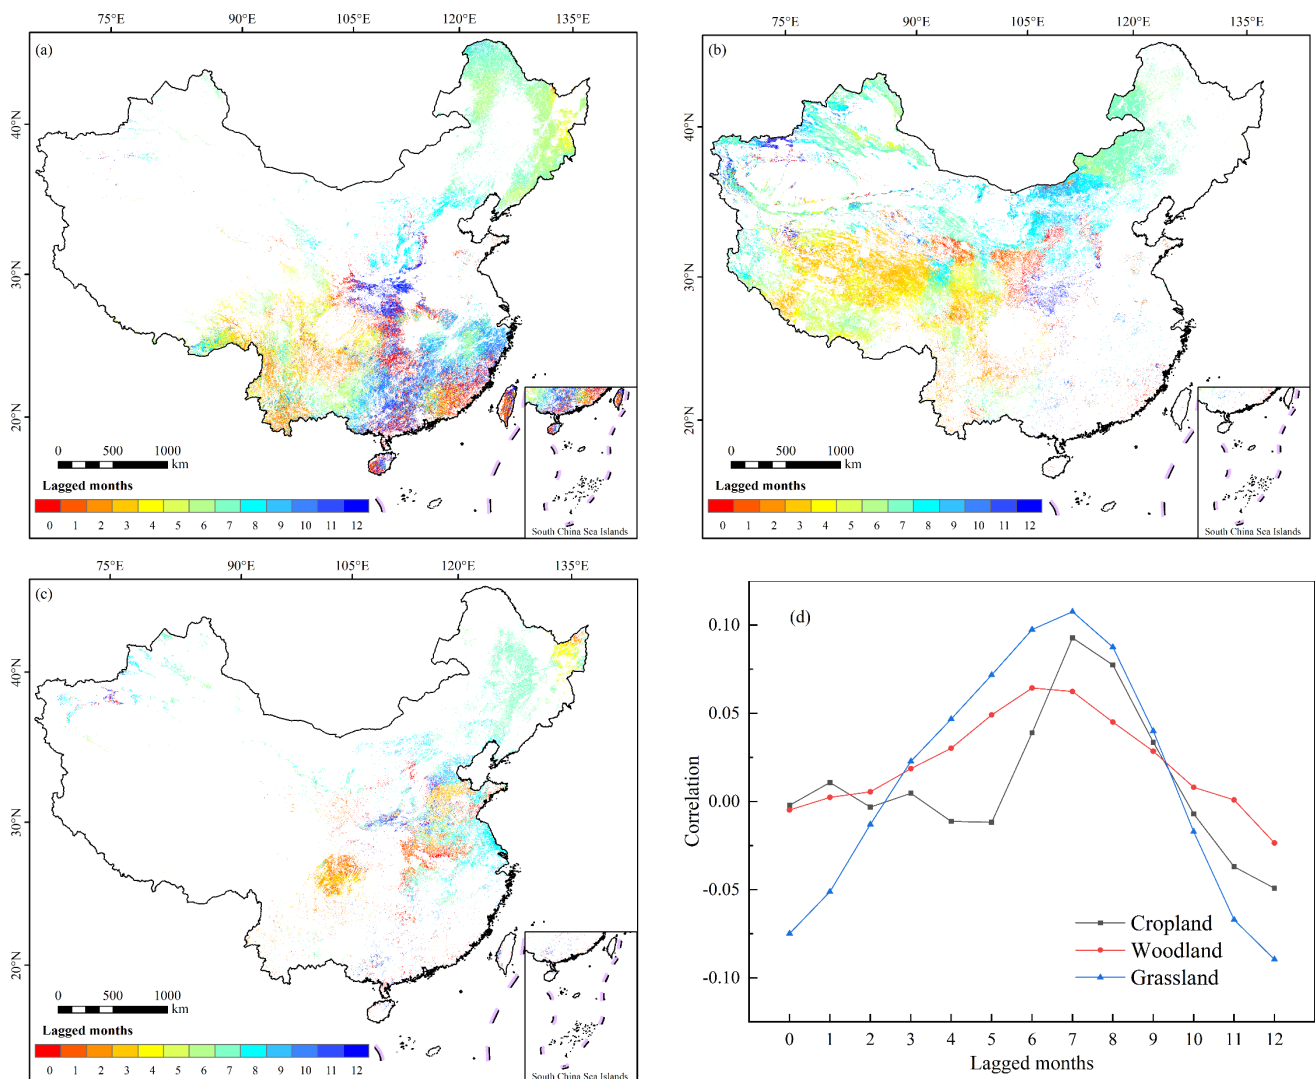 75°E 90°E 105°E 120°E 135°E
(a)
40°N
30°N
20°N
0 500 1000
km
Lagged months
0 1 2 3 4 5 6 7 8 9 10 11 12
South China Sea Islands
75°E 90°E 105°E 120°E 135°E
(b)
40°N
30°N
20°N
0 500 1000
km
Lagged months
0 1 2 3 4 5 6 7 8 9 10 11 12
South China Sea Islands
75°E 90°E 105°E 120°E 135°E
(c)
40°N
30°N
20°N
0 500 1000
km
Lagged months
0 1 2 3 4 5 6 7 8 9 10 11 12
South China Sea Islands
(d)
0.10
0.05
0.00
-0.05
-0.10
Correlation
Cropland
Woodland
Grassland
0 1 2 3 4 5 6 7 8 9 10 11 12
Lagged months